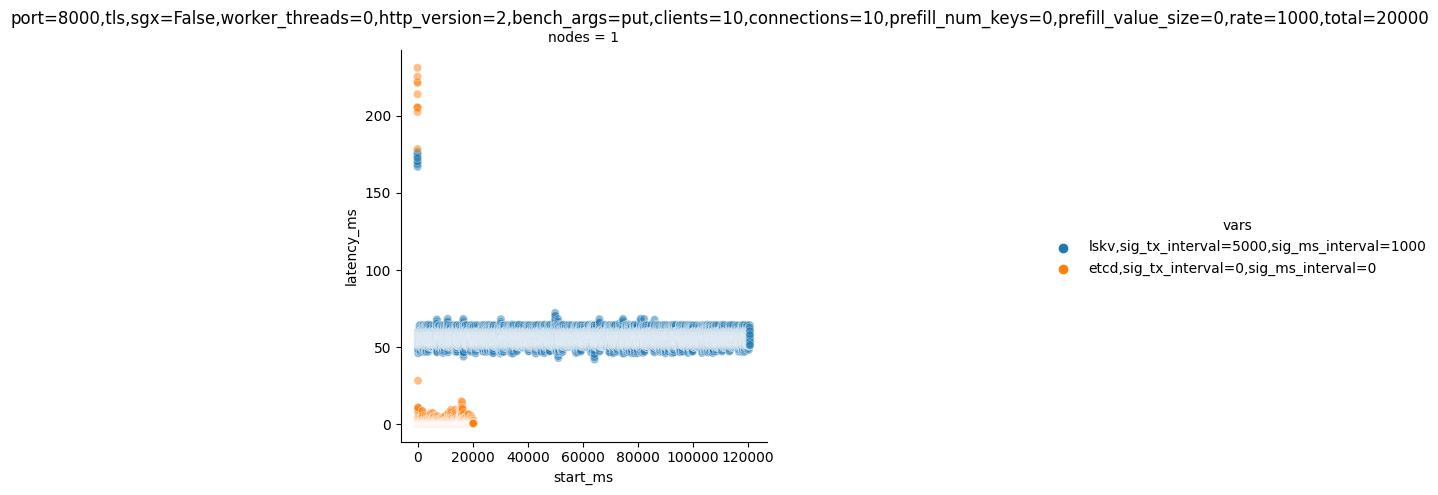 port=8000,tls,sgx=False,worker_threads=0,http_version=2,bench_args=put,clients=10,connections=10,prefill_num_keys=0,prefill_value_size=0,rate=1000,total=20000
nodes = 1
200
150
100
50
0
latency_ms
0 20000 40000 60000 80000 100000 120000
start_ms
vars
lskv,sig_tx_interval=5000,sig_ms_interval=1000
etcd,sig_tx_interval=0,sig_ms_interval=0